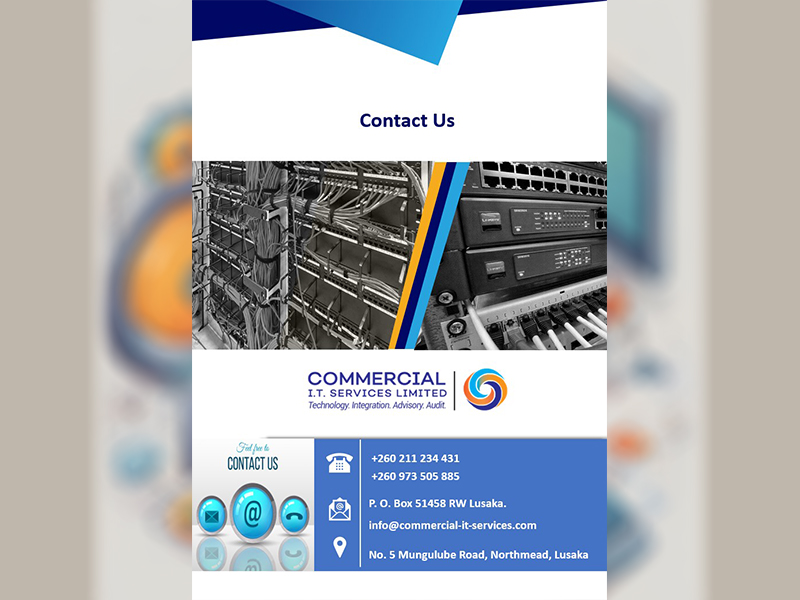 Contact Us
COMMERCIAL
I.T. SERVICES LIMITED
Technology. Integration. Advisory. Audit.
Feel free to
CONTACT US
@
+260 211 234 431
+260 973 505 885
P. O. Box 51458 RW Lusaka.
info@commercial-it-services.com
No. 5 Mungulube Road, Northmead, Lusaka